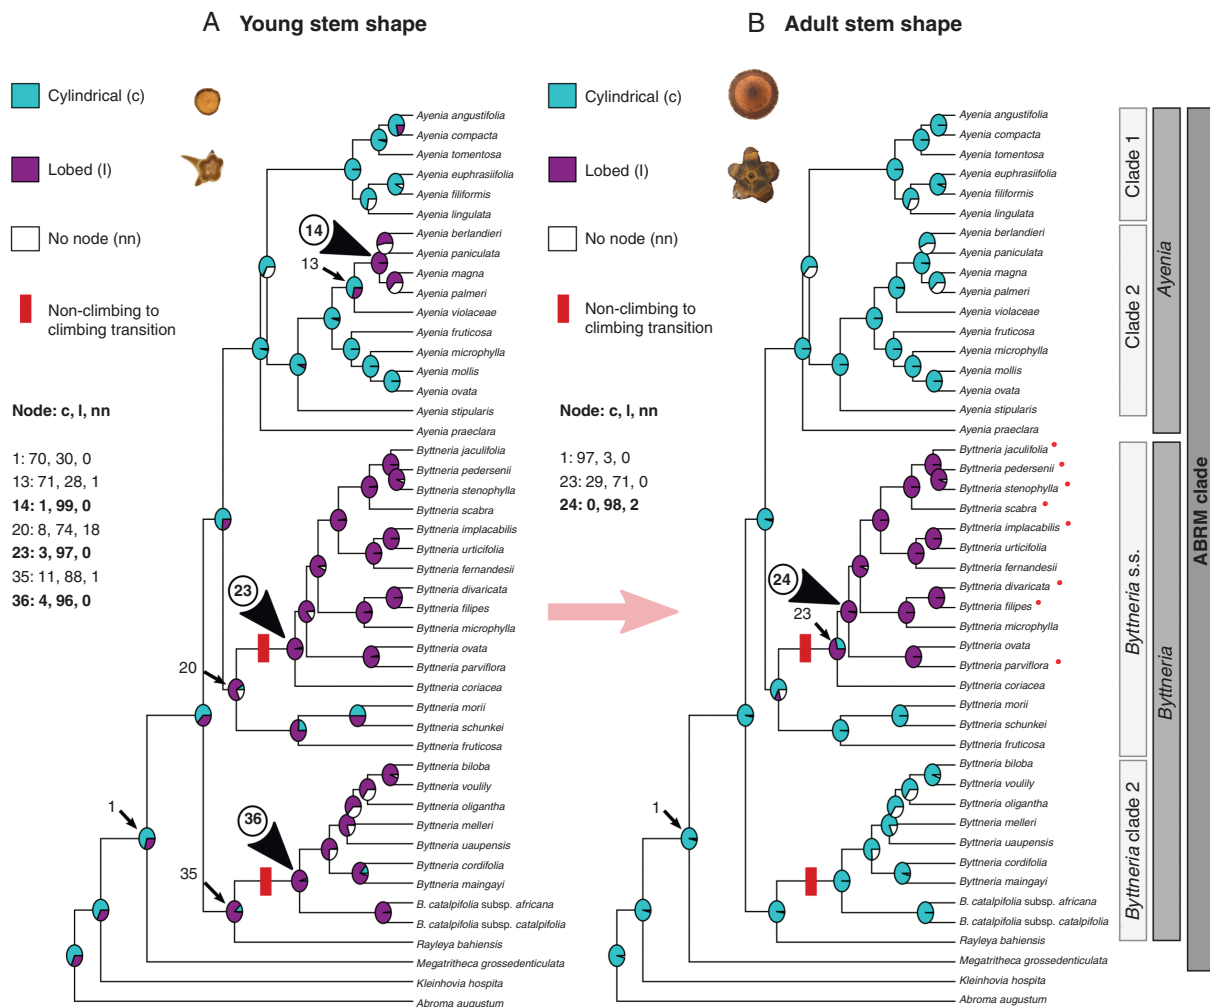 A Young stem shape
Cylindrical (c)
Lobed (l)
No node (nn)
Non-climbing to
climbing transition
Node: c, l, nn
1: 70, 30, 0
13: 71, 28, 1
14: 1, 99, 0
20: 8, 74, 18
23: 3, 97, 0
35: 11, 88, 1
36: 4, 96, 0
14
13
23
20
1
36
35
Ayenia angustifolia
Ayenia compacta
Ayenia tomentosa
Ayenia euphrasiifolia
Ayenia filiformis
Ayenia lingulata
Ayenia berlandieri
Ayenia paniculata
Ayenia magna
Ayenia palmeri
Ayenia violaceae
Ayenia fruticosa
Ayenia microphylla
Ayenia mollis
Ayenia ovata
Ayenia stipularis
Ayenia praeclara
Byttneria jaculifolia
Byttneria pedersenii
Byttneria stenophylla
Byttneria scabra
Byttneria implacabilis
Byttneria urticifolia
Byttneria fernandesii
Byttneria divaricata
Byttneria filipes
Byttneria microphylla
Byttneria ovata
Byttneria parviflora
Byttneria coriacea
Byttneria morii
Byttneria schunkei
Byttneria fruticosa
Byttneria biloba
Byttneria voulily
Byttneria oligantha
Byttneria melleri
Byttneria uaupensis
Byttneria cordifolia
Byttneria maingayi
B. catalpifolia subsp. africana
B. catalpifolia subsp. catalpifolia
Rayleya bahiensis
Megatritheca grossedenticulata
Kleinhovia hospita
Abroma augustum
B Adult stem shape
Cylindrical (c)
Lobed (l)
No node (nn)
Non-climbing to
climbing transition
Node: c, l, nn
1: 97, 3, 0
23: 29, 71, 0
24: 0, 98, 2
24
23
1
Ayenia angustifolia
Ayenia compacta
Ayenia tomentosa
Ayenia euphrasiifolia
Ayenia filiformis
Ayenia lingulata
Ayenia berlandieri
Ayenia paniculata
Ayenia magna
Ayenia palmeri
Ayenia violaceae
Ayenia fruticosa
Ayenia microphylla
Ayenia mollis
Ayenia ovata
Ayenia stipularis
Ayenia praeclara
Byttneria jaculifolia
Byttneria pedersenii
Byttneria stenophylla
Byttneria scabra
Byttneria implacabilis
Byttneria urticifolia
Byttneria fernandesii
Byttneria divaricata
Byttneria filipes
Byttneria microphylla
Byttneria ovata
Byttneria parviflora
Byttneria coriacea
Byttneria morii
Byttneria schunkei
Byttneria fruticosa
Byttneria biloba
Byttneria voulily
Byttneria oligantha
Byttneria melleri
Byttneria uaupensis
Byttneria cordifolia
Byttneria maingayi
B. catalpifolia subsp. africana
B. catalpifolia subsp. catalpifolia
Rayleya bahiensis
Megatritheca grossedenticulata
Kleinhovia hospita
Abroma augustum
Clade 1
Clade 2
Byttneria s.s.
Byttneria clade 2
Ayenia
Byttneria
ABRM clade